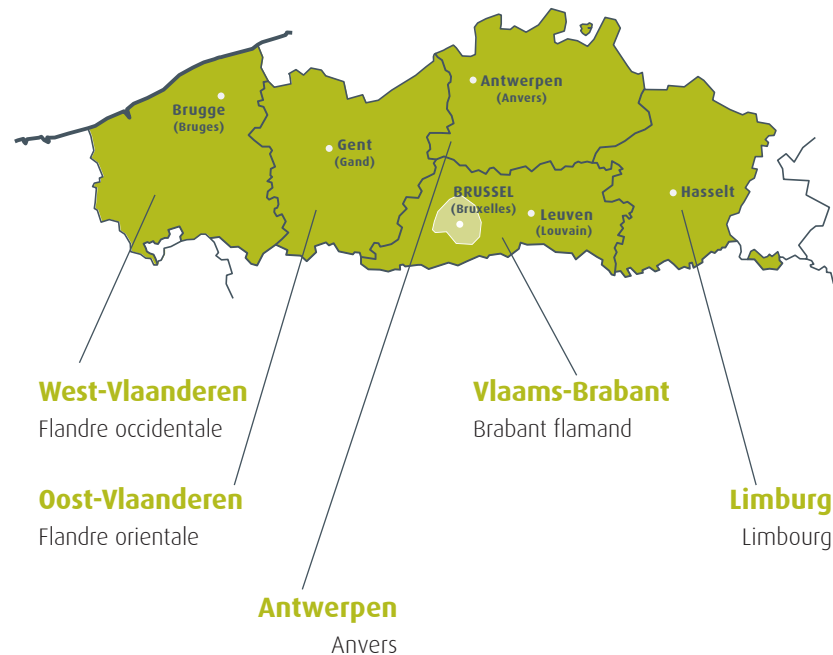 Antwerpen
(Anvers)
Brugge
(Bruges)
Gent
(Gand)
BRUSSEL
(Bruxelles)
Leuven
(Louvain)
Hasselt
West-Vlaanderen
Flandre occidentale
Vlaams-Brabant
Brabant flamand
Oost-Vlaanderen
Flandre orientale
Limburg
Limbourg
Antwerpen
Anvers